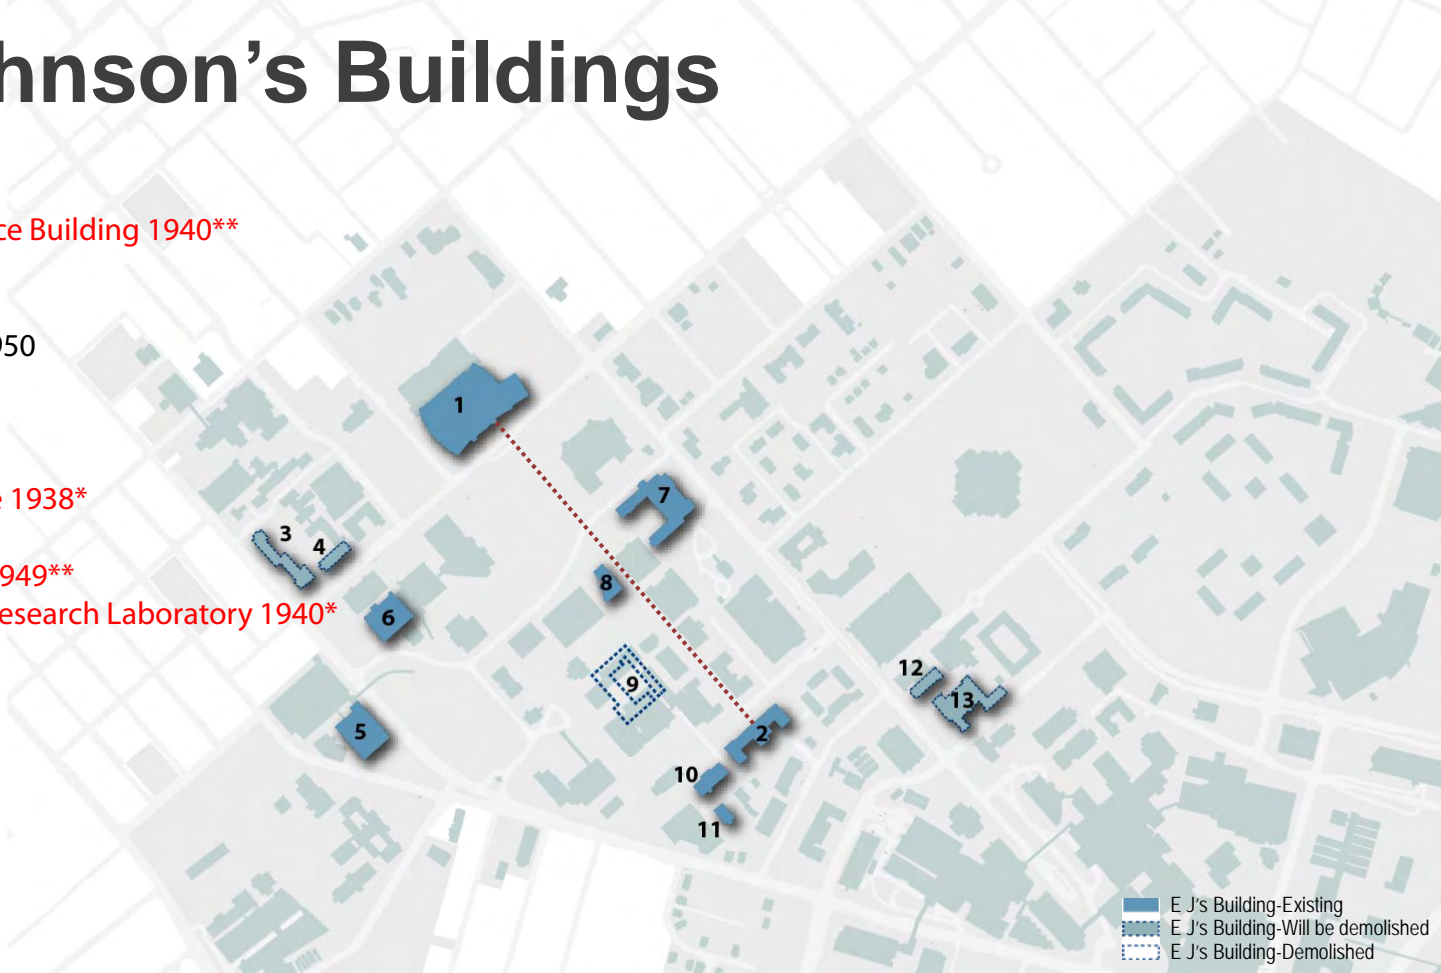 hnson’s Buildings
ce Building 1940**
950
e 1938*
949**
esearch Laboratory 1940*
1
7
3
4
8
6
12
9
13
5
2
10
11
E J's Building-Existing
E J's Building-Will be demolished
E J's Building-Demolished